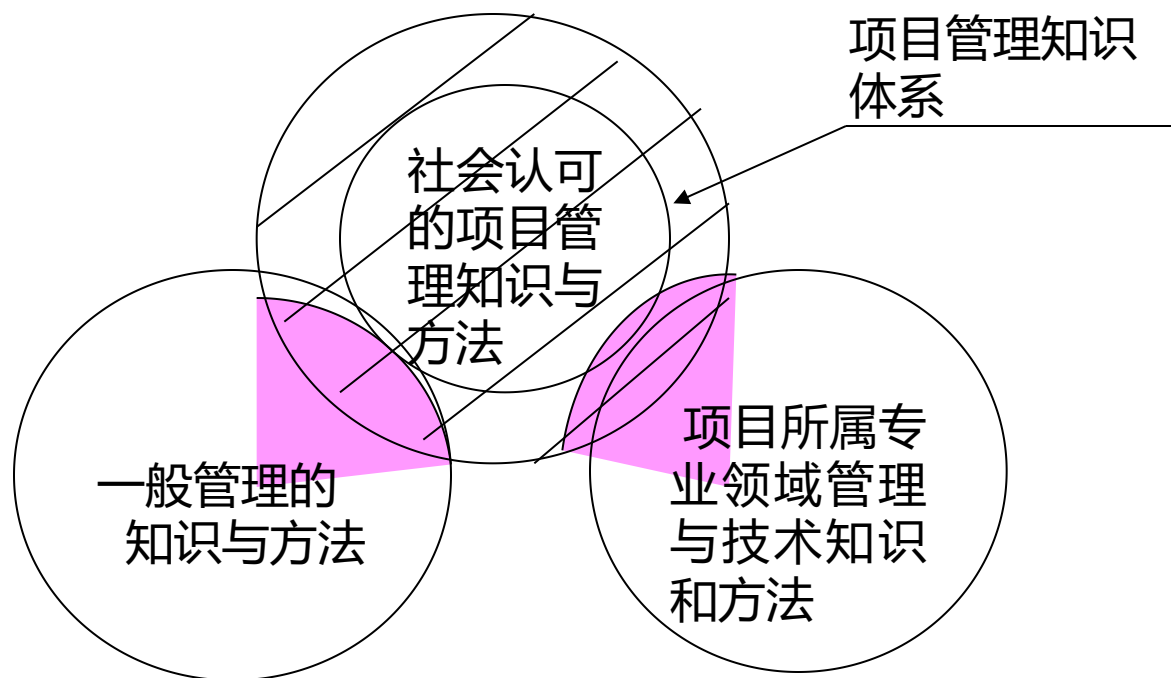 项目管理知识
体系
社会认可
的项目管
理知识与
方法
一般管理的
知识与方法
项目所属专
业领域管理
与技术知识
和方法